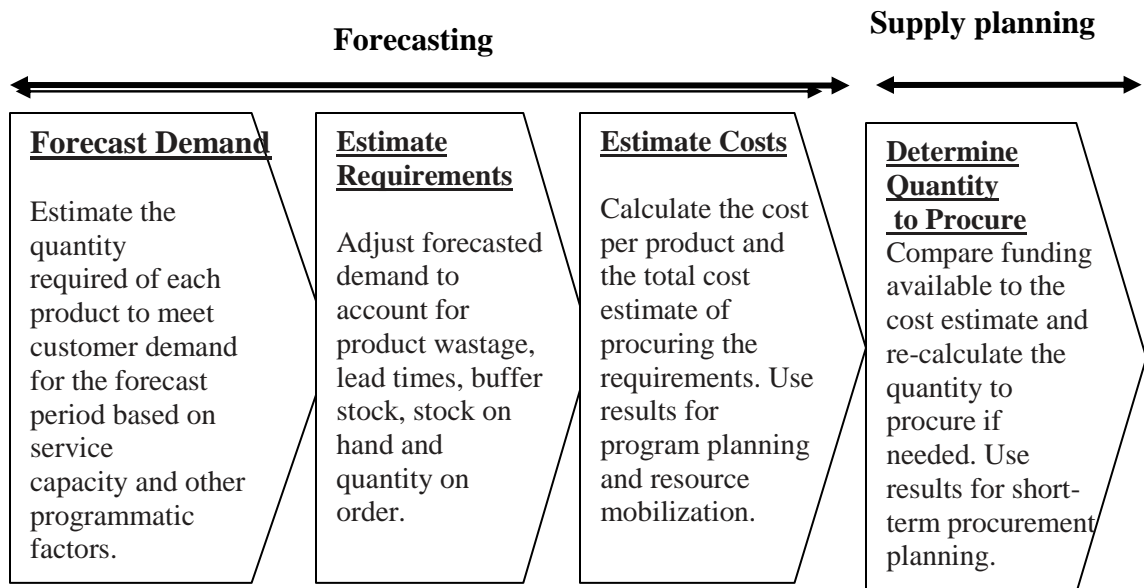 Forecasting
Supply planning
Forecast Demand
Estimate the
quantity
required of each
product to meet
customer demand
for the forecast
period based on
service
capacity and other
programmatic
factors.
Estimate
Requirements
Adjust forecasted
demand to
account for
product wastage,
lead times, buffer
stock, stock on
hand and
quantity on
order.
Estimate Costs
Calculate the cost
per product and
the total cost
estimate of
procuring the
requirements. Use
results for
program planning
and resource
mobilization.
Determine
Quantity
to Procure
Compare funding
available to the
cost estimate and
re-calculate the
quantity to
procure if
needed. Use
results for short-
term procurement
planning.